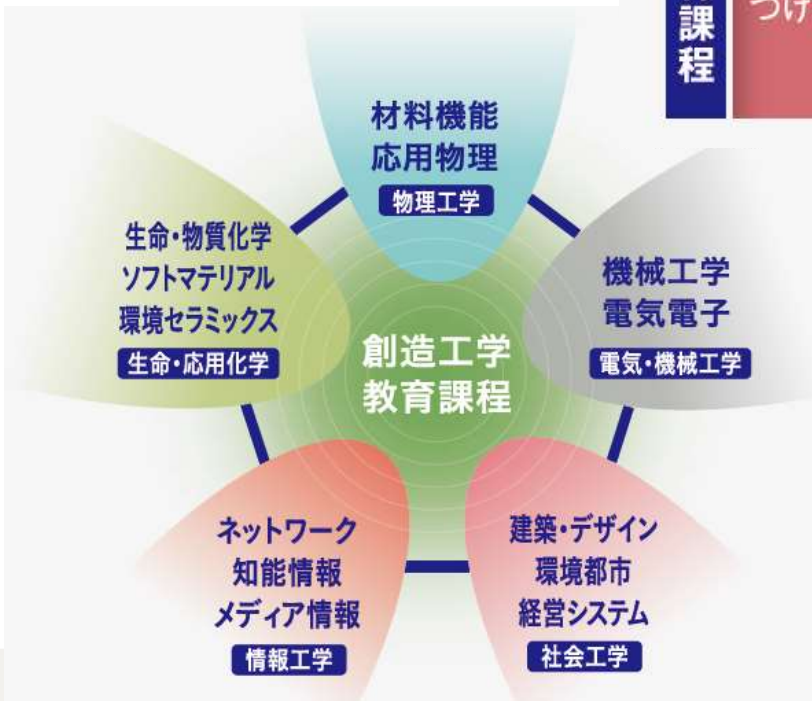 課程
つけ
材料機能
応用物理
物理工学
生命・物質化学
ソフトマテリアル
環境セラミックス
生命・応用化学
機械工学
電気電子
電気・機械工学
創造工学
教育課程
ネットワーク
知能情報
メディア情報
情報工学
建築・デザイン
環境都市
経営システム
社会工学